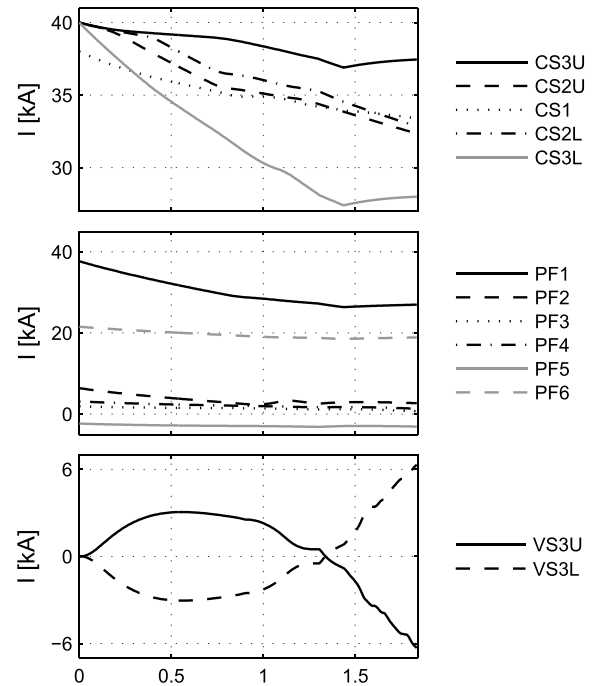 40
35
30
I [kA]
CS3U
CS2U
CS1
CS2L
CS3L
40
20
0
I [kA]
PF1
PF2
PF3
PF4
PF5
PF6
6
0
−6
I [kA]
VS3U
VS3L
0
0.5
1
1.5